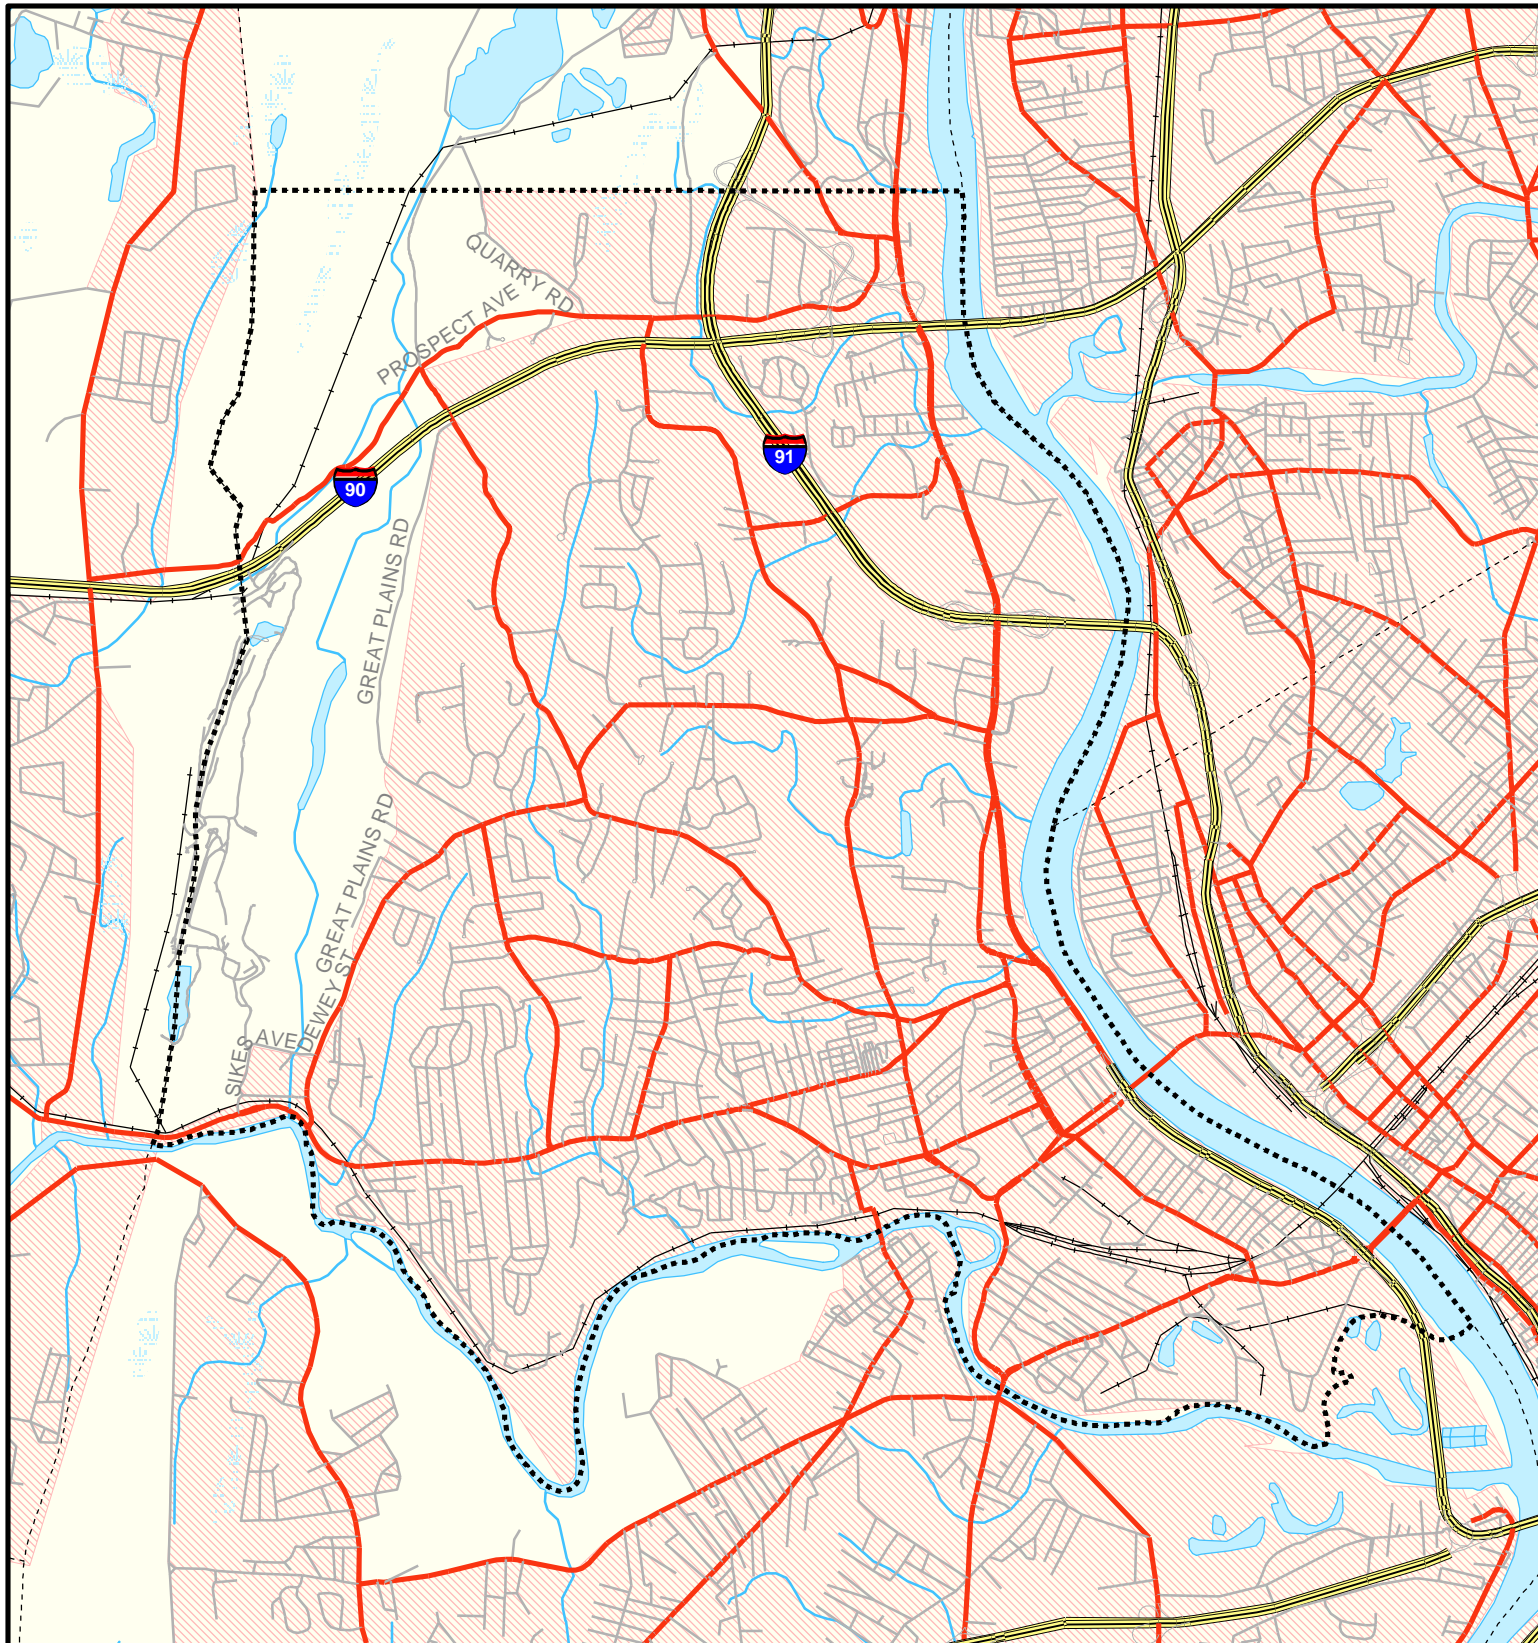 QUARRY RD
PROSPECT AVE
91
90
GREAT PLAINS RD
GREAT PLAINS RD
DEWEY ST
SIKES AVE